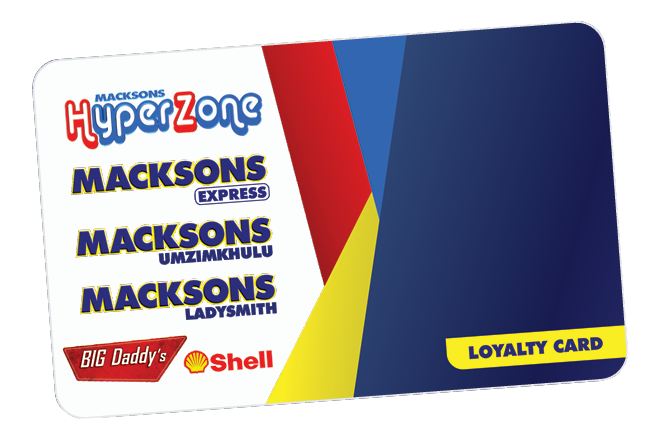 MACKSONS
HyperZone
MACKSONS
EXPRESS
MACKSONS
UMZIMKHULU
MACKSONS
LADYSMITH
BIG Daddy's
Shell
LOYALTY CARD